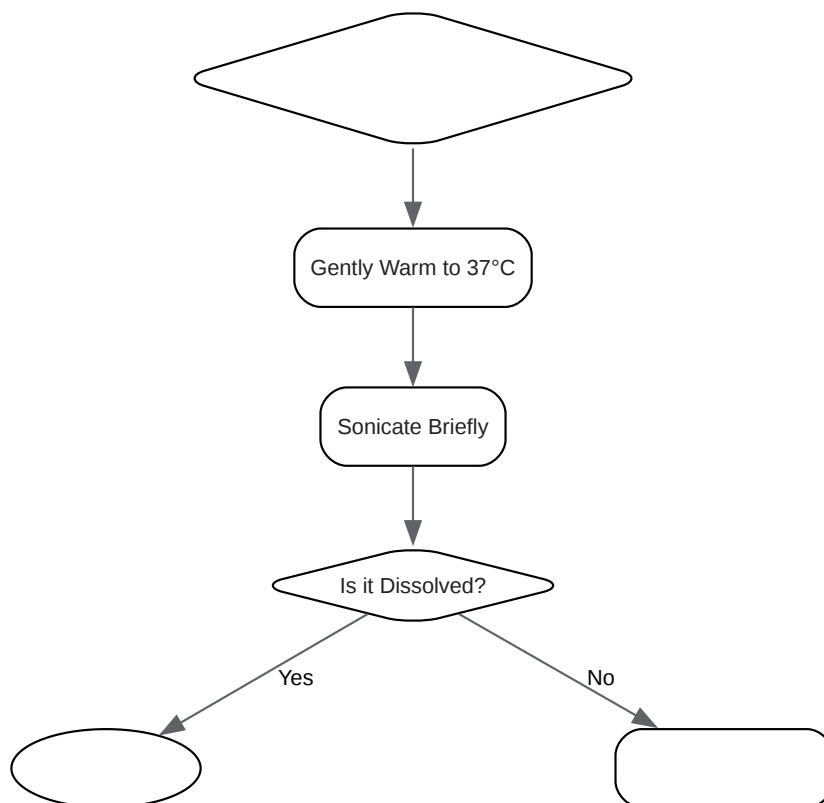 Gently Warm to 37°C
Sonicate Briefly
Is it Dissolved?
Yes
No